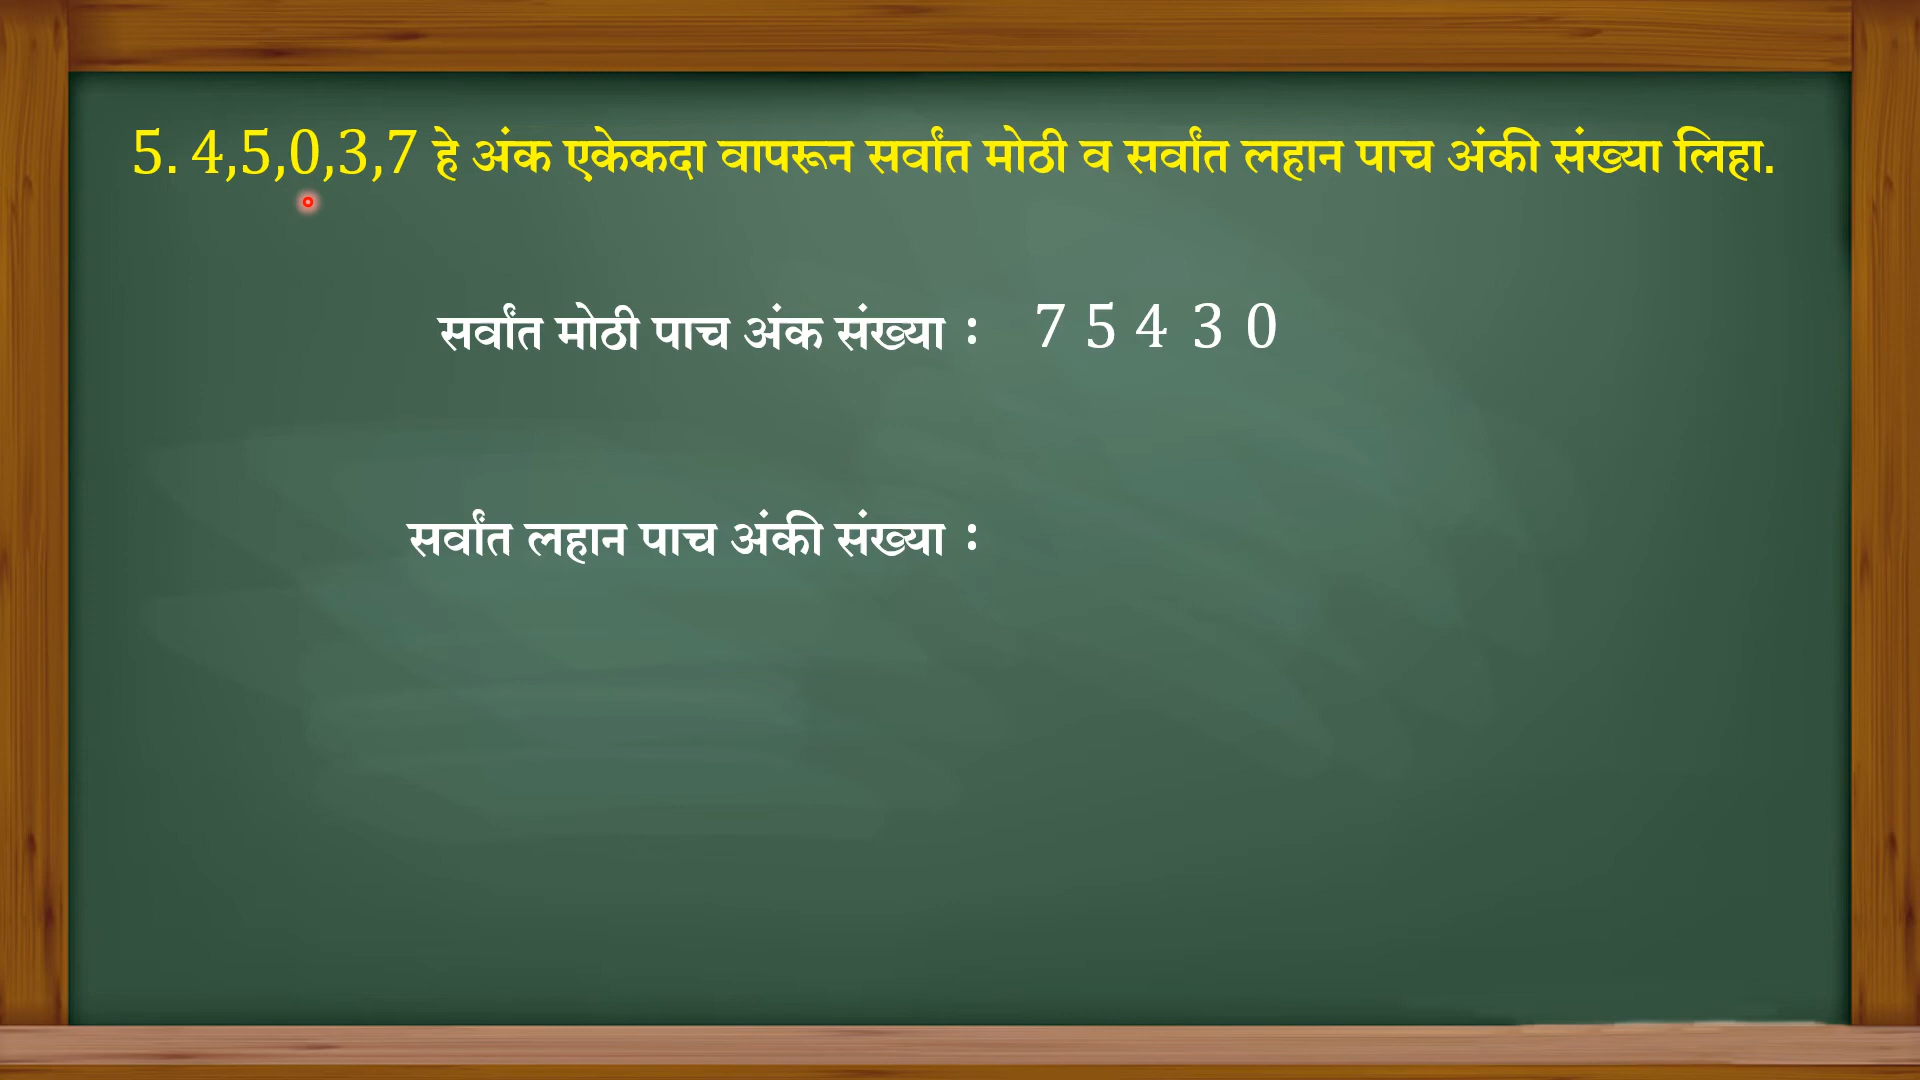 5. 4,5,0,3,7 हे अंक एकेकदा वापरून सर्वांत मोठी व सर्वांत लहान पाच अंकी संख्या लिहा.
सर्वांत मोठी पाच अंक संख्या : 7 5 4 3 0
सर्वांत लहान पाच अंकी संख्या :